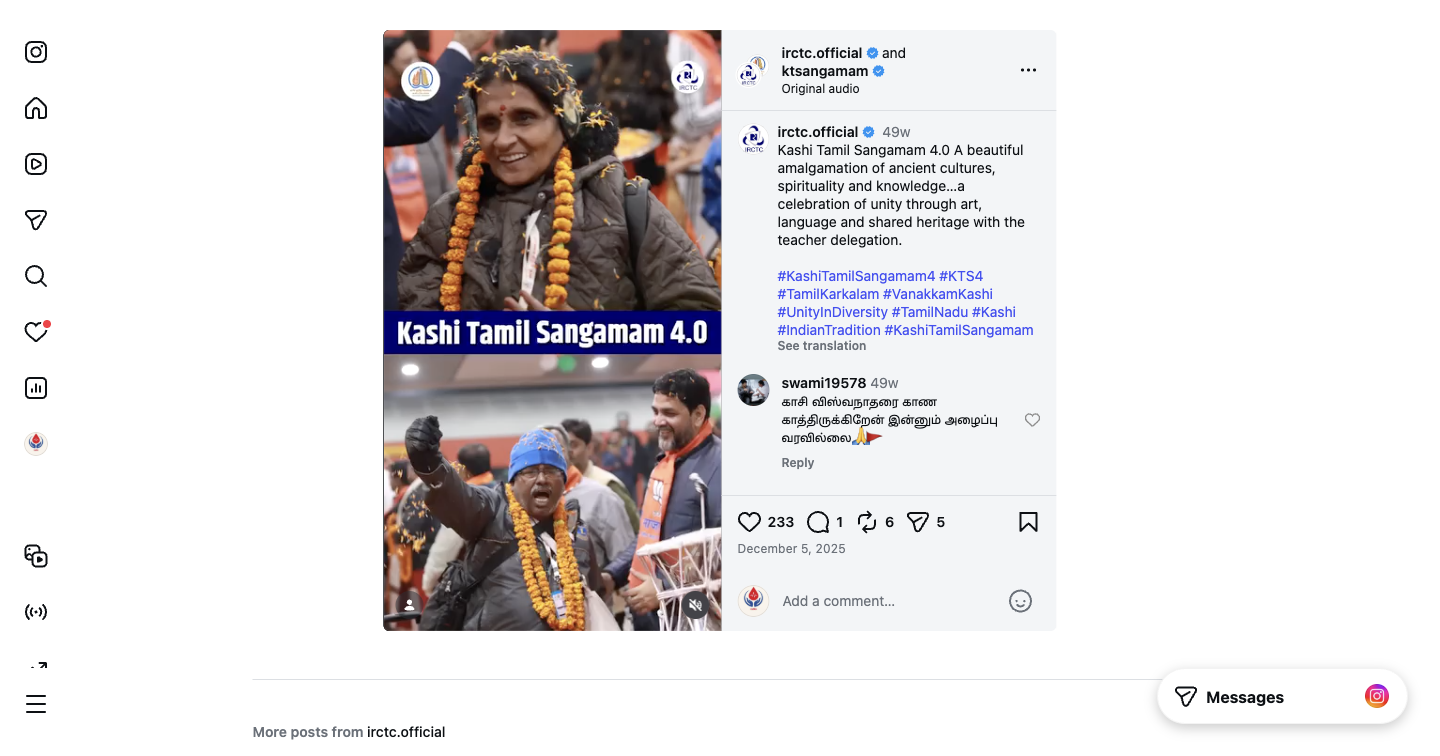 irctc.official and
ktsangamam
Original audio
IRCTC
IRCTC
Kashi Tamil Sangamam 4.0
irctc.official 49w
Kashi Tamil Sangamam 4.0 A beautiful
amalgamation of ancient cultures,
spirituality and knowledge...a
celebration of unity through art,
language and shared heritage with the
teacher delegation.
#KashiTamilSangamam4 #KTS4
#TamilKarkalam #VanakkamKashi
#UnityInDiversity #TamilNadu #Kashi
#IndianTradition #KashiTamilSangamam
See translation
swami19578 49w
காசி விஸ்வநாதரை காண
காத்திருக்கிறேன் இன்னும் அழைப்பு
வரவில்லை🙏🚩
Reply
233 1 6 5
December 5, 2025
Add a comment...
Messages
More posts from irctc.official